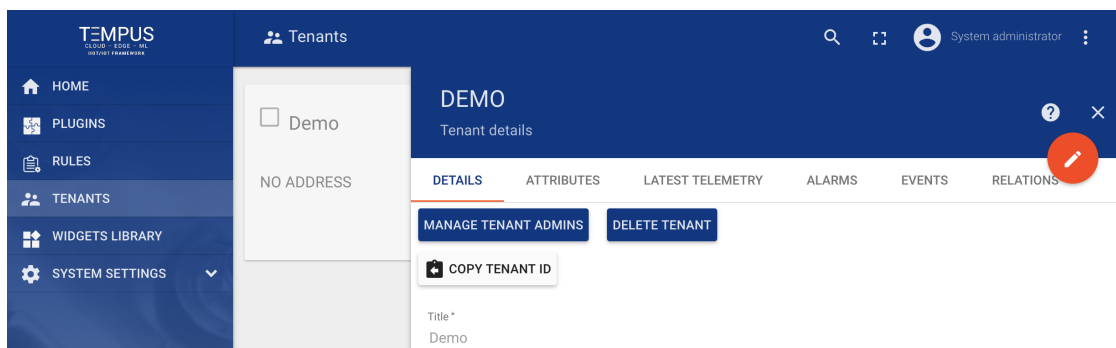 TEMPUS
CLOUD - EDGE - ML
IIOT/IOT FRAMEWORK
Tenants
System administrator
HOME
PLUGINS
RULES
TENANTS
WIDGETS LIBRARY
SYSTEM SETTINGS
Demo
NO ADDRESS
DEMO
Tenant details
DETAILS ATTRIBUTES LATEST TELEMETRY ALARMS EVENTS RELATIONS
MANAGE TENANT ADMINS DELETE TENANT
COPY TENANT ID
Title *
Demo